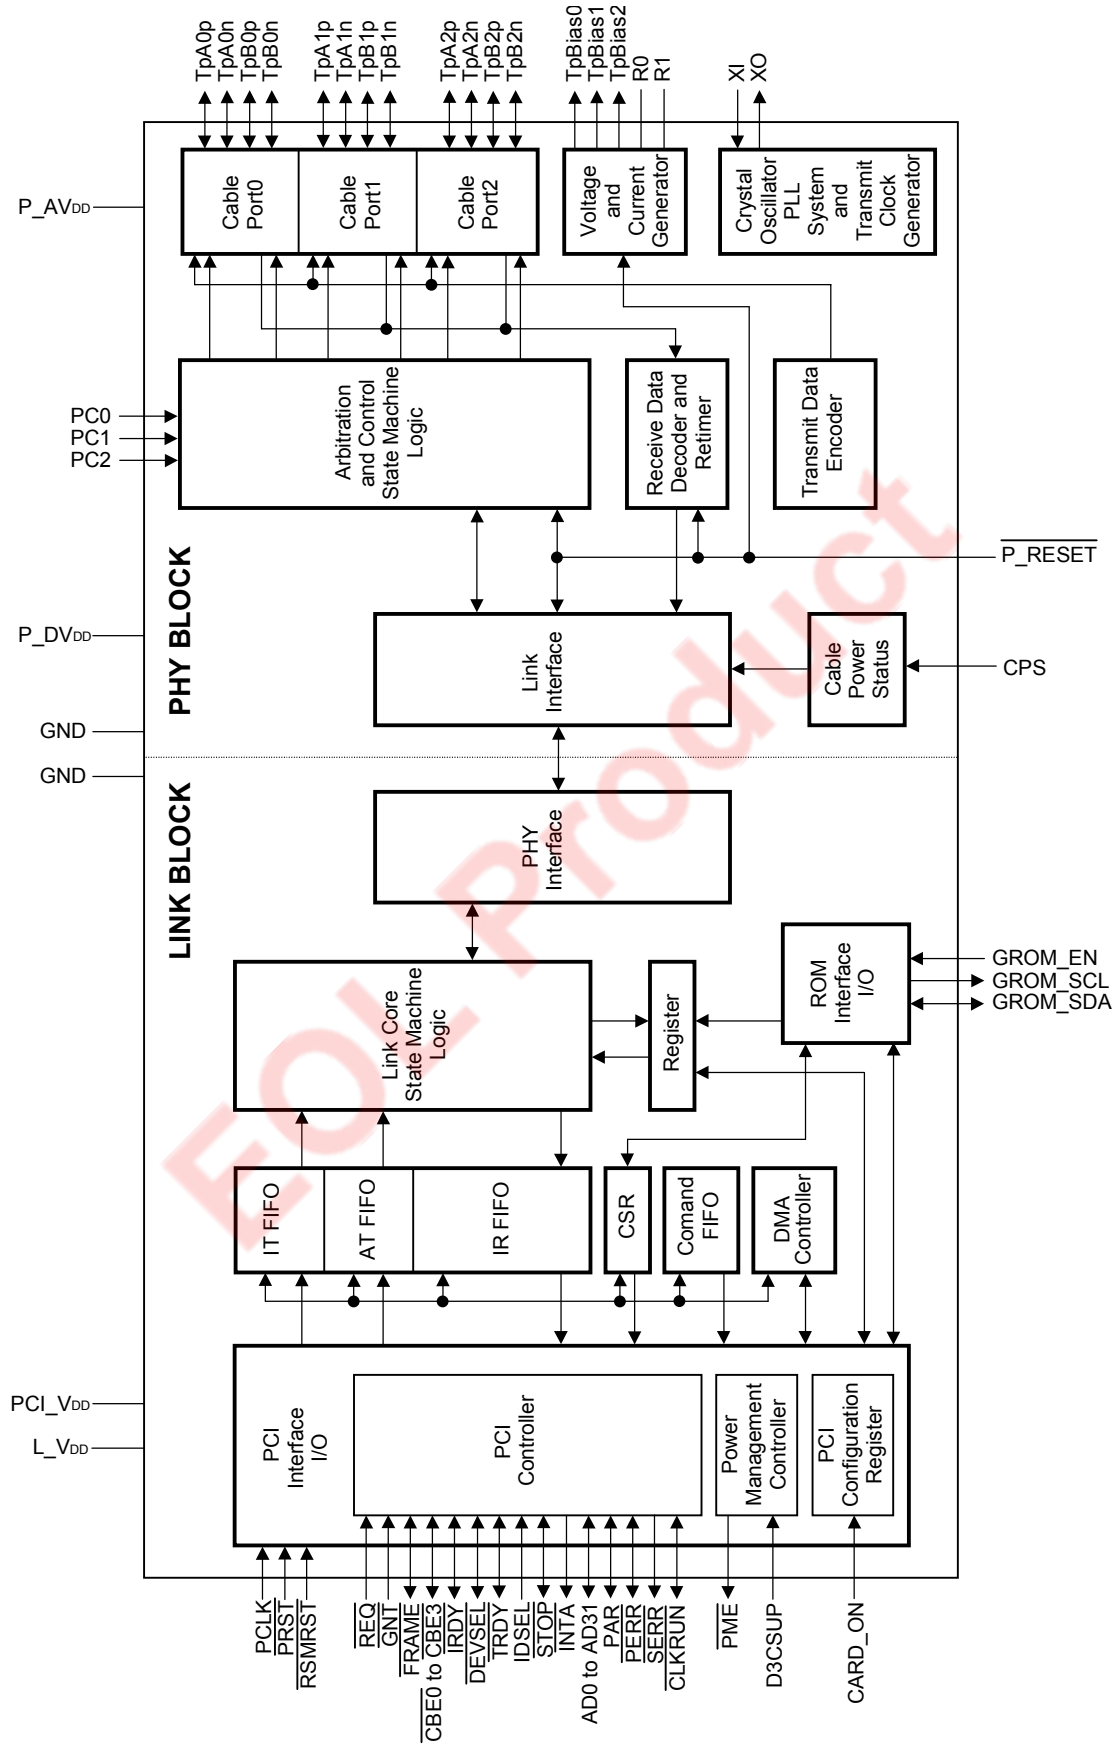 TpA0p
TpA0n
TpB0p
TpB0n
TpA1p
TpA1n
TpB1p
TpB1n
TpA2p
TpA2n
TpB2p
TpB2n
TpBias0
TpBias1
TpBias2
R0
R1
XI
XO
P_AVDD
Cable
Port0
Cable
Port1
Cable
Port2
Voltage
and
Current
Generator
Crystal
Oscillator
PLL
System
and
Transmit
Clock
Generator
PC0
PC1
PC2
Arbitration
and Control
State Machine
Logic
Receive Data
Decoder and
Retimer
Transmit Data
Encoder
P_RESET
PHY BLOCK
P_DVDD
Link
Interface
Cable
Power
Status
CPS
GND
GND
LINK BLOCK
PHY
Interface
Link Core
State Machine
Logic
Register
ROM
Interface
I/O
GROM_EN
GROM_SCL
GROM_SDA
IT FIFO
AT FIFO
IR FIFO
CSR
Comand
FIFO
DMA
Controller
PCI_VDD
L_VDD
PCI
Interface
I/O
PCI
Controller
Power
Management
Controller
PCI
Configuration
Register
PCLK
PRST
RSMRST
REQ
GNT
FRAME
CBE0 to CBE3
IRDY
DEVSEL
TRDY
IDSEL
STOP
INTA
AD0 to AD31
PAR
PERR
SERR
CLKRUN
PME
D3CSUP
CARD_ON
EOL Product